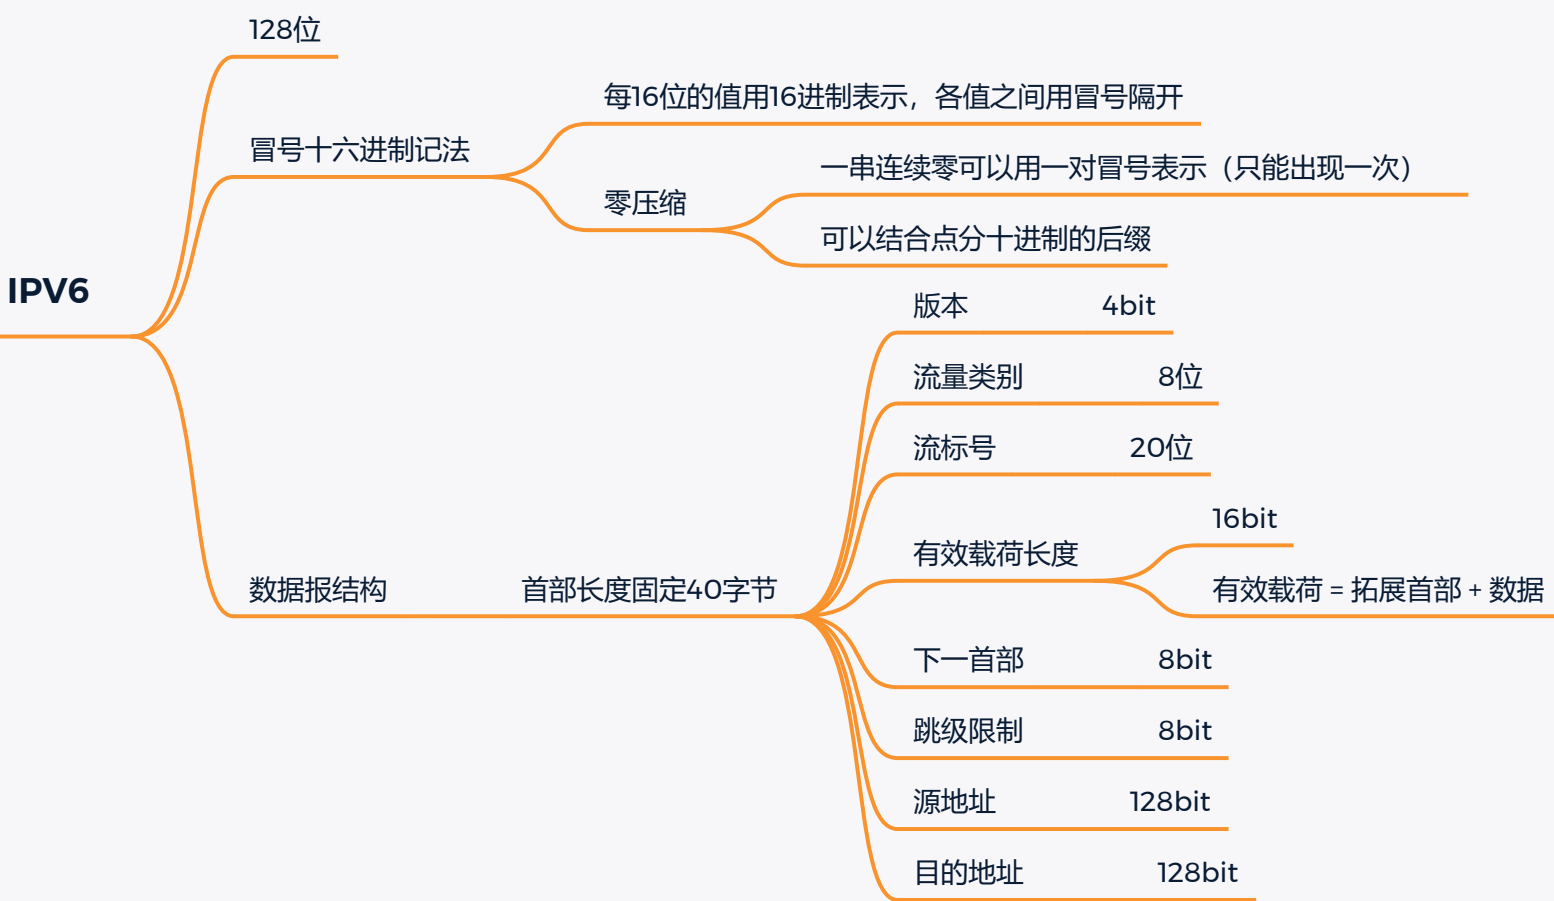 128位
每16位的值用16进制表示，各值之间用冒号隔开
冒号十六进制记法
一串连续零可以用一对冒号表示（只能出现一次）
零压缩
可以结合点分十进制的后缀
IPV6
版本 4bit
流量类别 8位
流标号 20位
16bit
有效载荷长度
有效载荷 = 拓展首部 + 数据
数据报结构 首部长度固定40字节
下一首部 8bit
跳级限制 8bit
源地址 128bit
目的地址 128bit